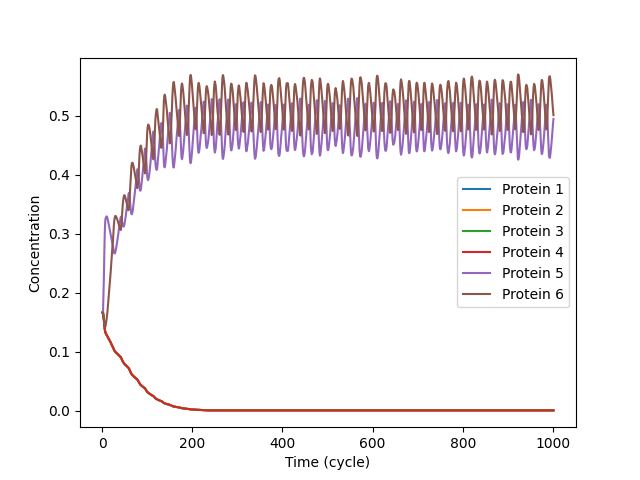 Concentration
0.5
0.4
0.3
0.2
0.1
0.0
Protein 1
Protein 2
Protein 3
Protein 4
Protein 5
Protein 6
0 200 400 600 800 1000
Time (cycle)